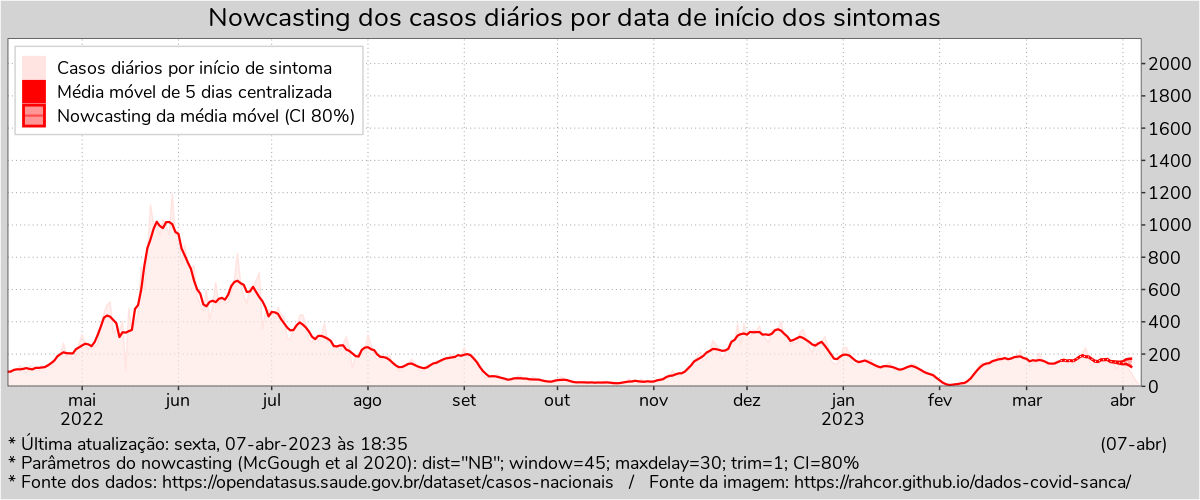 Nowcasting dos casos diários por data de início dos sintomas
Casos diários por início de sintoma
Média móvel de 5 dias centralizada
Nowcasting da média móvel (CI 80%)
2000
1800
1600
1400
1200
1000
800
600
400
200
0
mai jun jul ago set out nov dez jan fev mar abr
2022 2023
* Última atualização: sexta, 07-abr-2023 às 18:35 (07-abr)
* Parâmetros do nowcasting (McGough et al 2020): dist="NB"; window=45; maxdelay=30; trim=1; CI=80%
* Fonte dos dados: https://opendatasus.saude.gov.br/dataset/casos-nacionais / Fonte da imagem: https://rahcor.github.io/dados-covid-sanca/